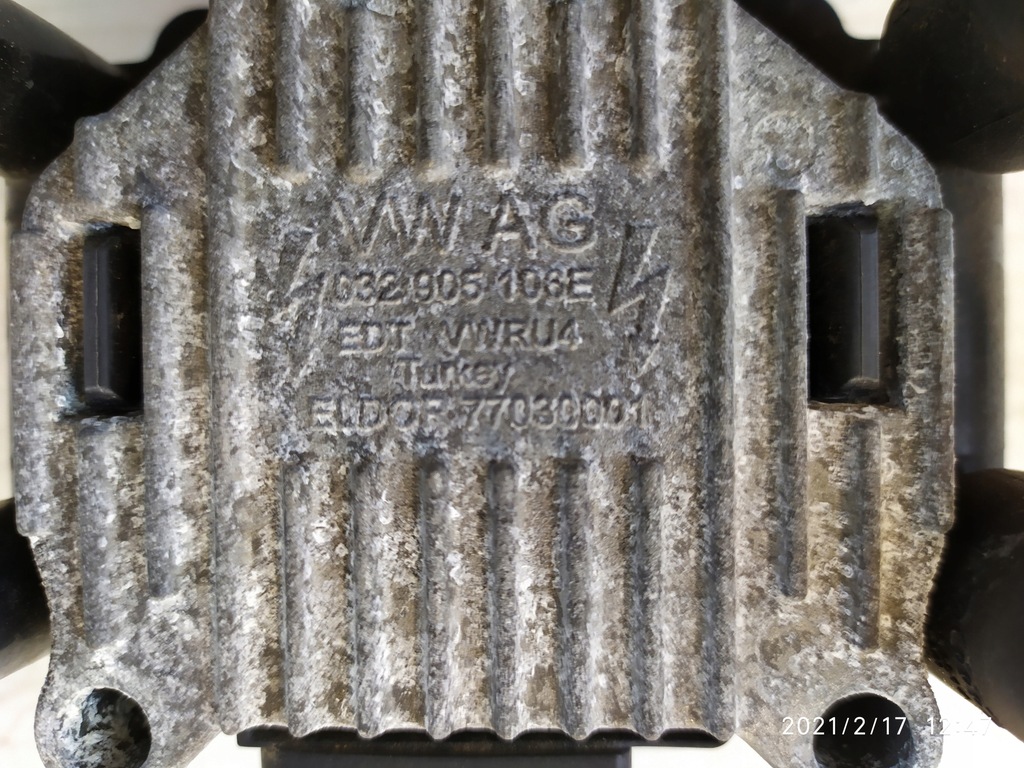 VW AG
032 905 106E
EDT VWRU4
Turkey
ELDOR 77030001
2021/2/17 12:47